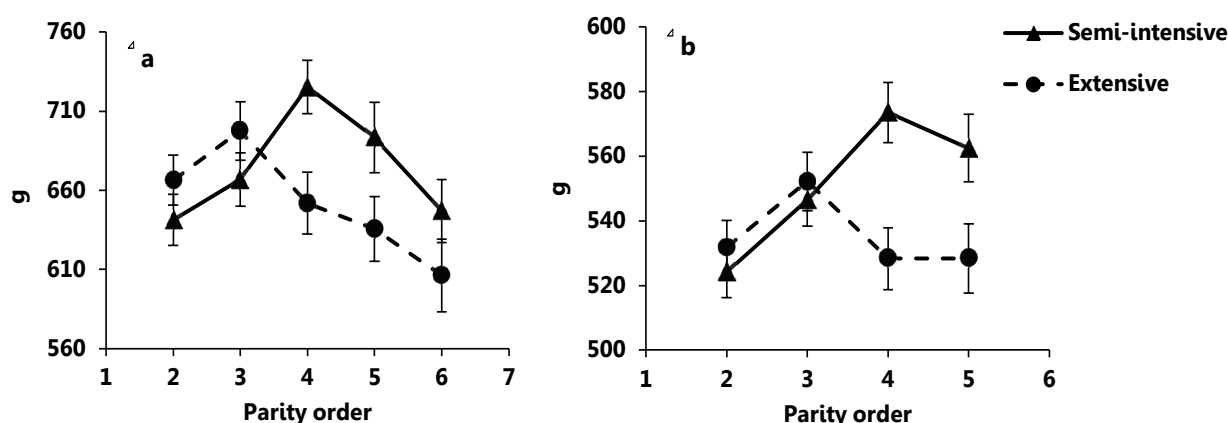 760
710
660
610
560
g
a
1 2 3 4 5 6 7
Parity order
600
580
560
540
520
500
g
b
1 2 3 4 5 6
Parity order
Semi-intensive
Extensive